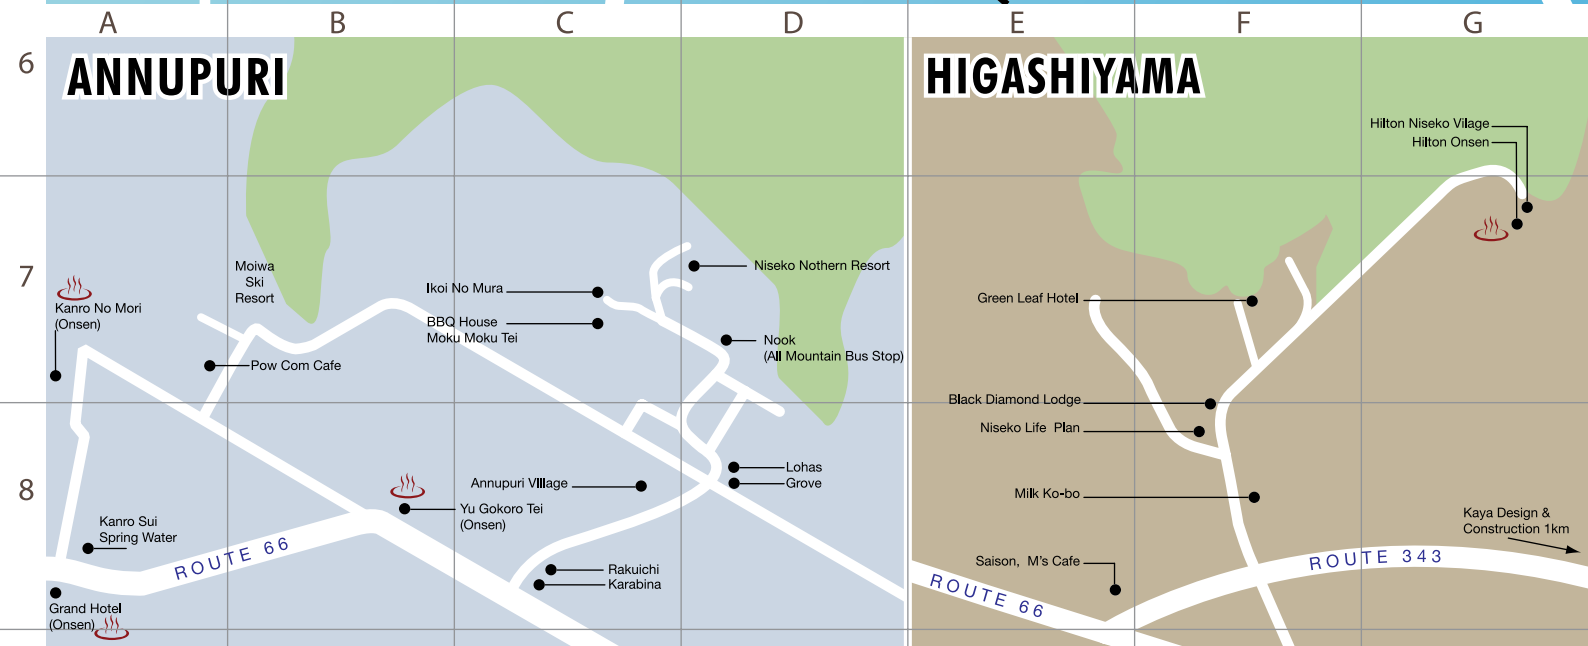 A B C D E F G
6
ANNUPURI
HIGASHIYAMA
Hilton Niseko Vilage
Hilton Onsen
7
Moiwa
Ski
Resort
Kanro No Mori
(Onsen)
Pow Com Cafe
Ikoi No Mura
BBQ House
Moku Moku Tei
Niseko Nothern Resort
Nook
(All Mountain Bus Stop)
Green Leaf Hotel
Black Diamond Lodge
Niseko Life Plan
8
Annupuri VIllage
Yu Gokoro Tei
(Onsen)
Lohas
Grove
Milk Ko-bo
Kanro Sui
Spring Water
Kaya Design &
Construction 1km
ROUTE 66
Rakuichi
Karabina
Saison, M's Cafe
ROUTE 66
ROUTE 343
Grand Hotel
(Onsen)